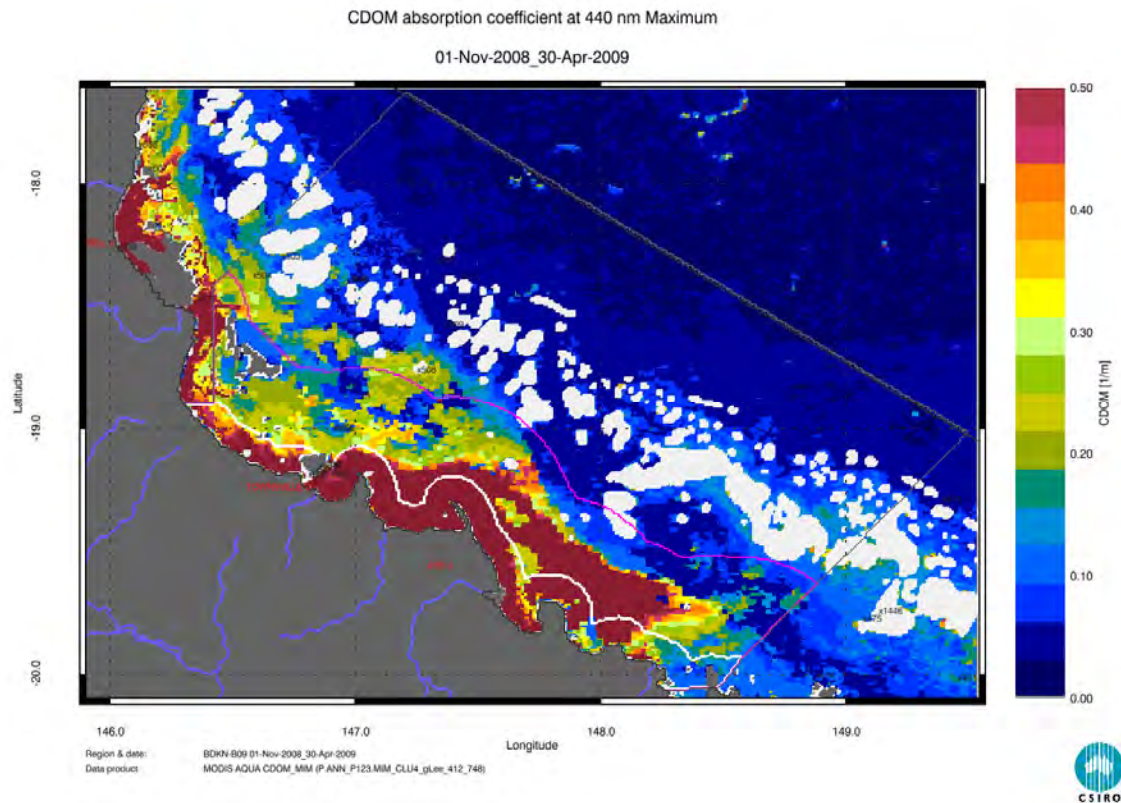 CDOM absorption coefficient at 440 nm Maximum
01-Nov-2008_30-Apr-2009
0.50
-18.0
0.40
0.30
Latitude
CDCM [1/m]
x500
-19.0
0.20
0.10
x1446
-20.0
0.00
146.0 147.0 148.0 149.0
Longitude
Region & date: BDKN-B09 01-Nov-2008_30-Apr-2009
Data product MODIS AQUA CDOM_MIM (P ANN_P123.MIM_CLU4_gLee_412_748)
CSIRO